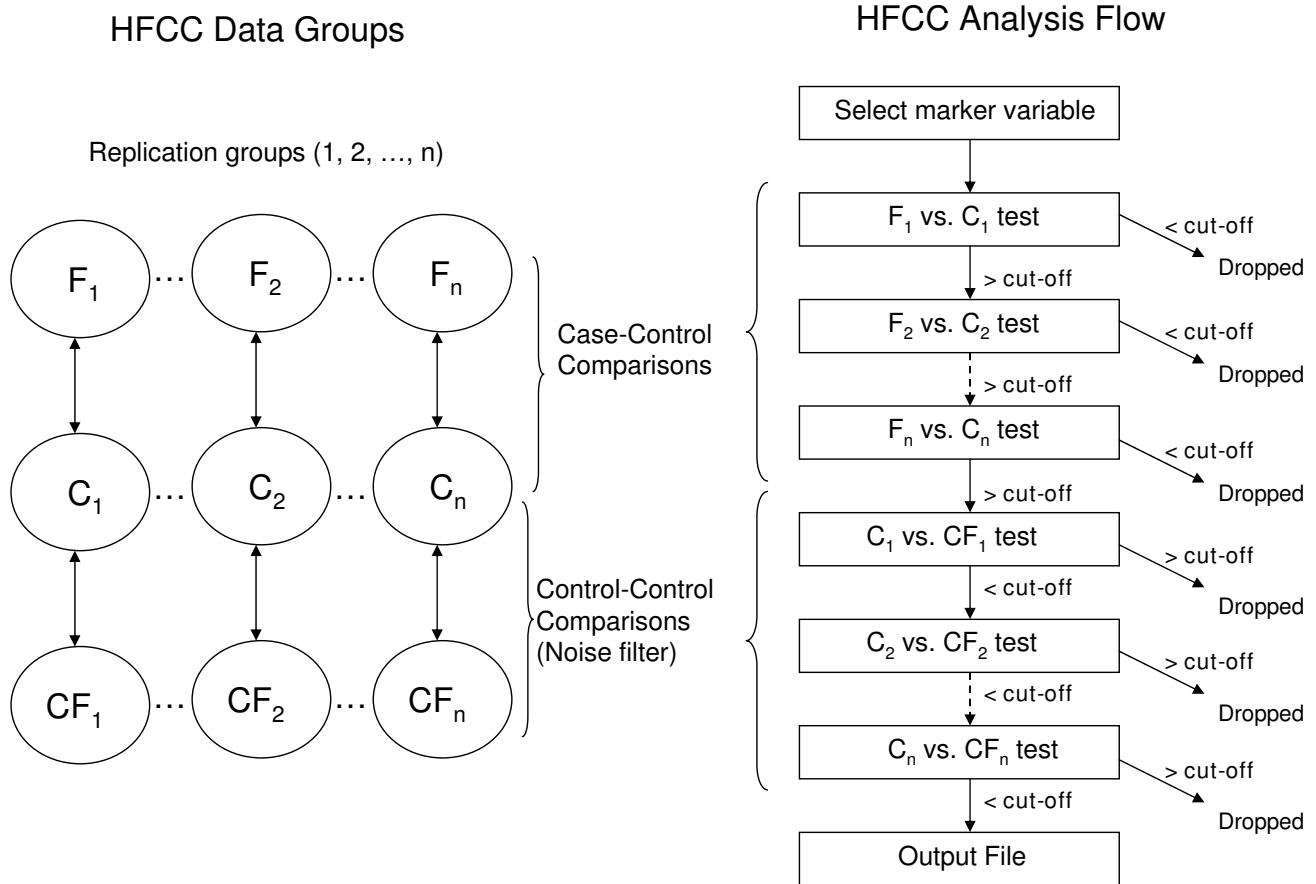 HFCC Data Groups
Replication groups (1, 2, …, n)
F1 … F2 … Fn
C1 … C2 … Cn
CF1 … CF2 … CFn
Case-Control
Comparisons
Control-Control
Comparisons
(Noise filter)
HFCC Analysis Flow
Select marker variable
F1 vs. C1 test
< cut-off
Dropped
> cut-off
F2 vs. C2 test
< cut-off
Dropped
> cut-off
Fn vs. Cn test
< cut-off
Dropped
> cut-off
C1 vs. CF1 test
> cut-off
Dropped
< cut-off
C2 vs. CF2 test
> cut-off
Dropped
< cut-off
Cn vs. CFn test
> cut-off
Dropped
< cut-off
Output File